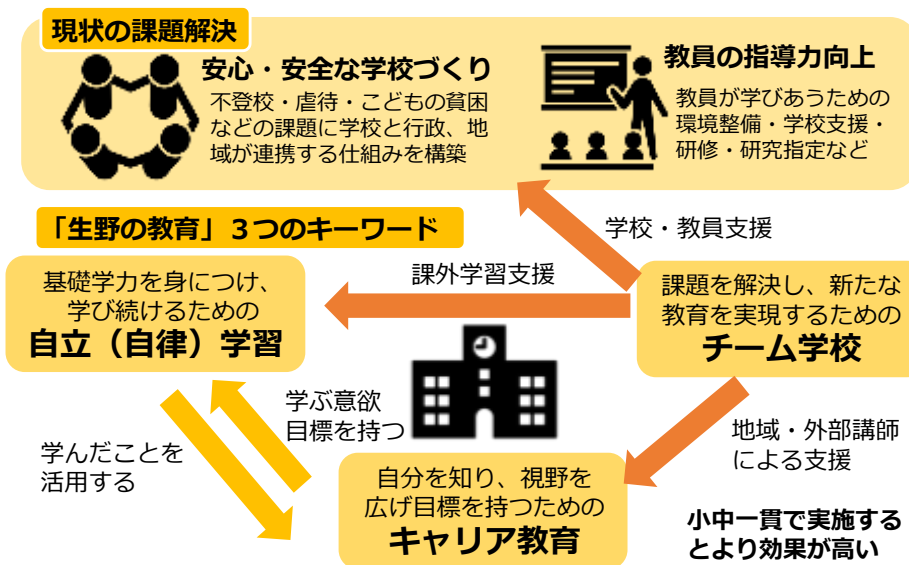 現状の課題解決
安心・安全な学校づくり
不登校・虐待・こどもの貧困
などの課題に学校と行政、地
域が連携する仕組みを構築
教員の指導力向上
教員が学びあうための
環境整備・学校支援・
研修・研究指定など
「生野の教育」３つのキーワード
学校・教員支援
課外学習支援
基礎学力を身につけ、
学び続けるための
自立（自律）学習
課題を解決し、新たな
教育を実現するための
チーム学校
学ぶ意欲
目標を持つ
学んだことを
活用する
地域・外部講師
による支援
自分を知り、視野を
広げ目標を持つための
キャリア教育
小中一貫で実施する
とより効果が高い